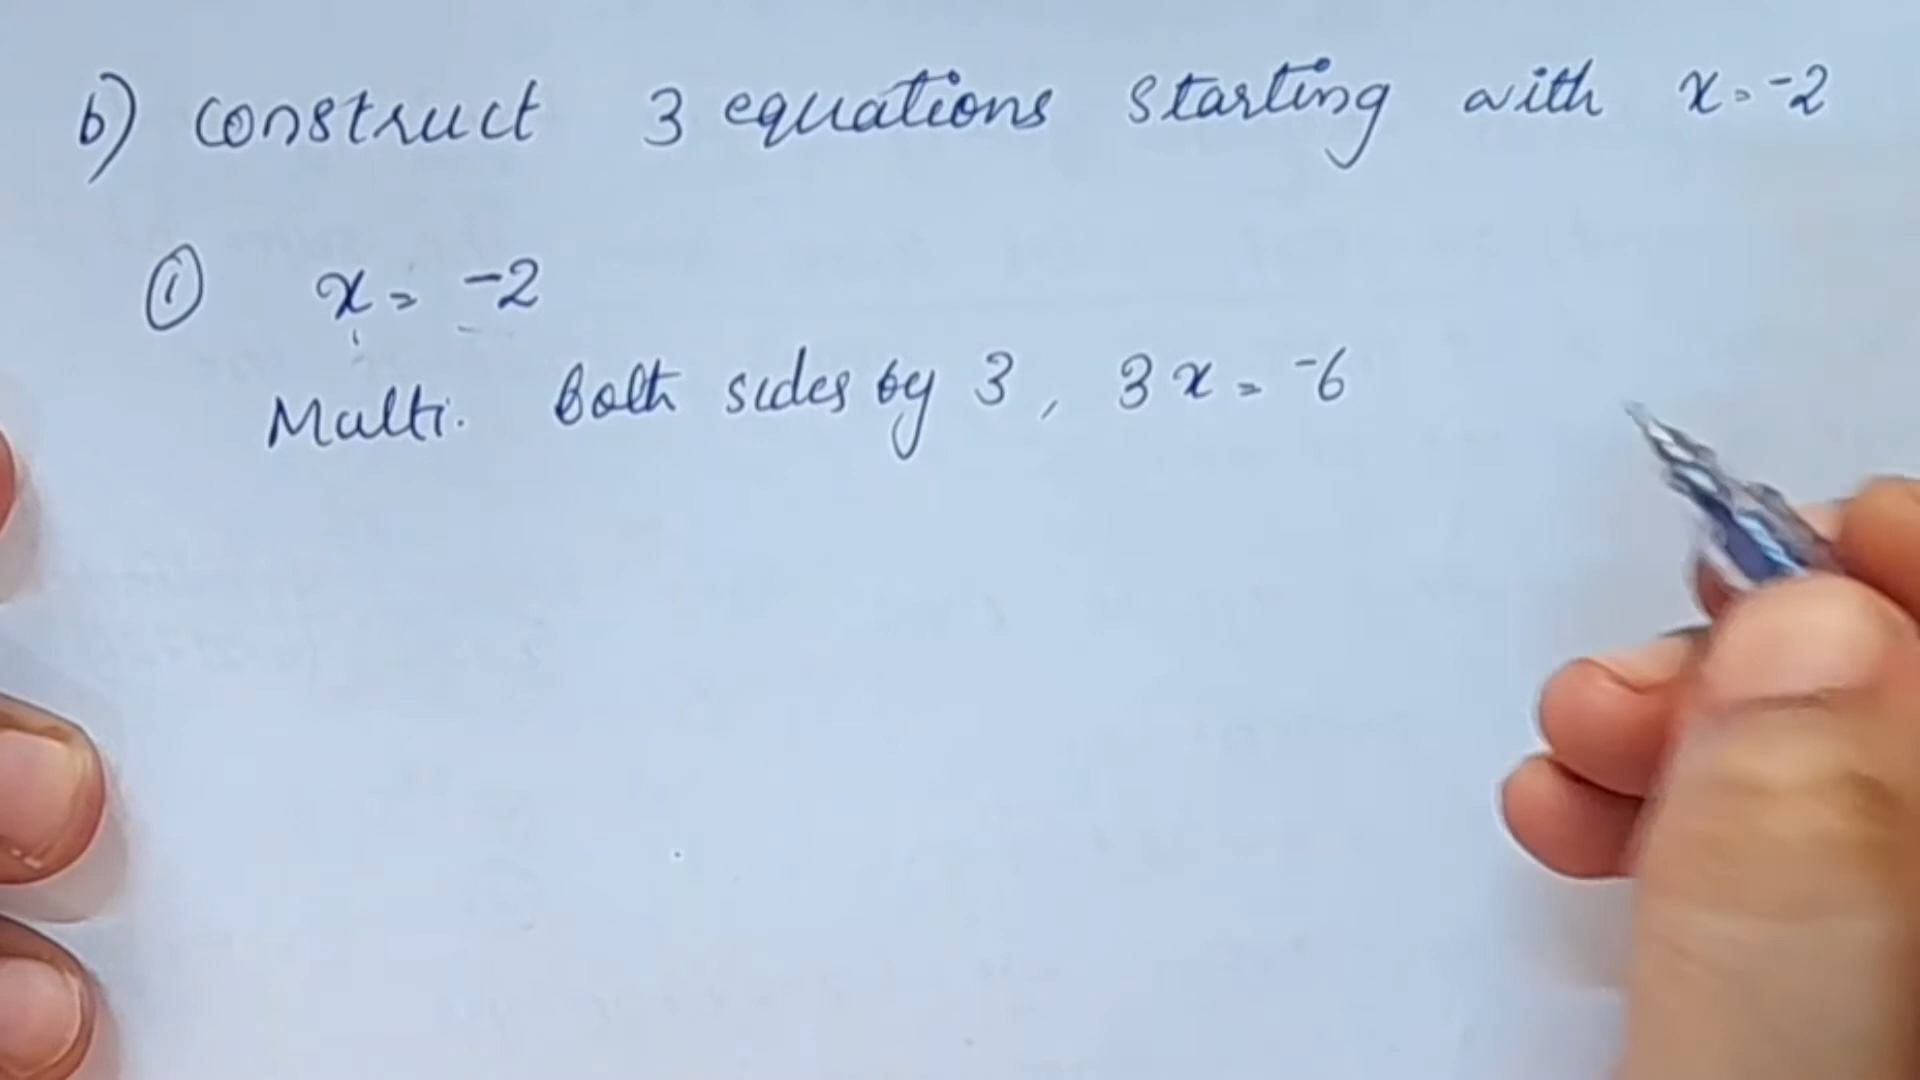 b) construct 3 equations starting with x = -2
① x = -2
Multi. both sides by 3, 3x = -6